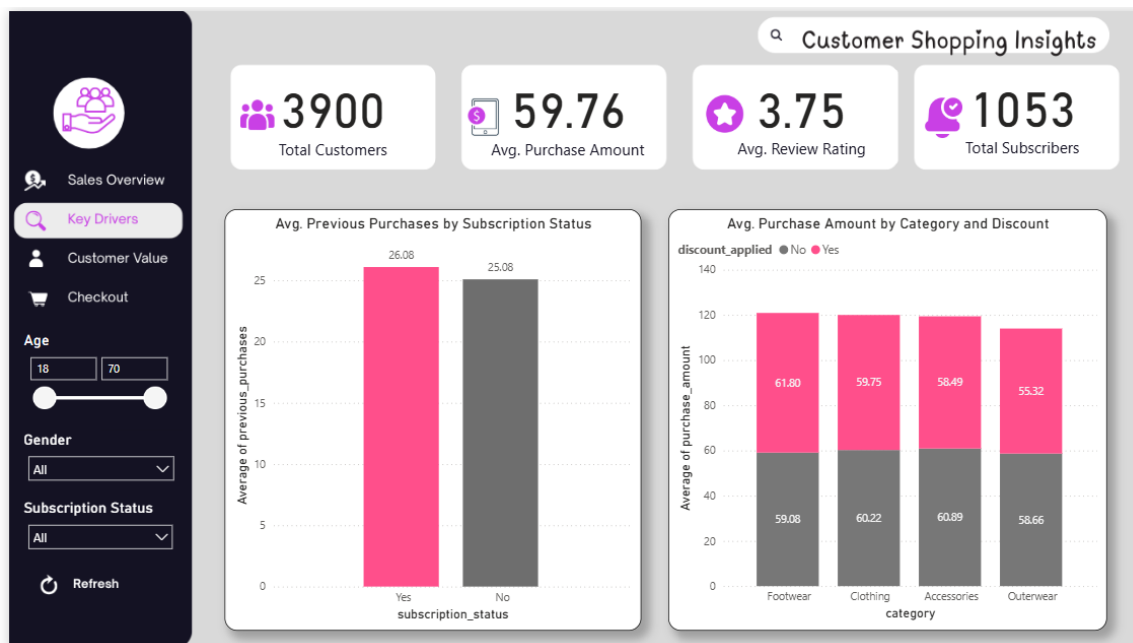 Customer Shopping Insights
3900
Total Customers
59.76
Avg. Purchase Amount
3.75
Avg. Review Rating
1053
Total Subscribers
Sales Overview
Key Drivers
Customer Value
Checkout
Age
18 70
Gender
All
Subscription Status
All
Refresh
Avg. Previous Purchases by Subscription Status
Average of previous_purchases
25
20
15
10
5
0
26.08
25.08
Yes No
subscription_status
Avg. Purchase Amount by Category and Discount
discount_applied No Yes
Average of purchase_amount
140
120
100
80
60
40
20
0
61.80 59.75 58.49 55.32
59.08 60.22 60.89 58.66
Footwear Clothing Accessories Outerwear
category